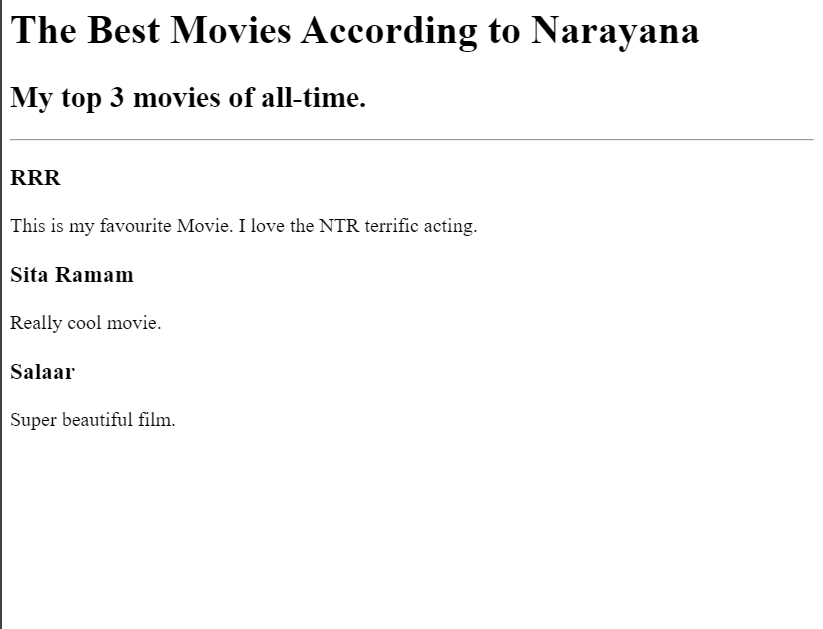 The Best Movies According to Narayana
My top 3 movies of all-time.
RRR
This is my favourite Movie. I love the NTR terrific acting.
Sita Ramam
Really cool movie.
Salaar
Super beautiful film.